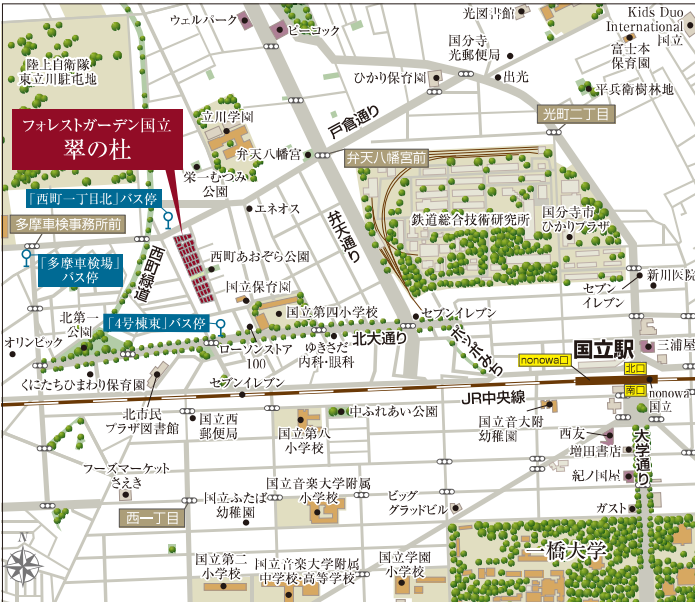 ウェルパーク
ピーコック
光図書館
Kids Duo
International
国立
富士本
保育園
国分寺
光郵便局
陸上自衛隊
東立川駐屯地
ひかり保育園
出光
平兵衛樹林地
立川学園
戸倉通り
光町二丁目
フォレストガーデン国立
翠の杜
弁天八幡宮
弁天八幡宮前
栄一むつみ
公園
「西町一丁目北」バス停
エネオス
弁天通り
鉄道総合技術研究所
国分寺市
ひかりプラザ
多摩車検事務所前
「多摩車検場」
バス停
西町緑道
西町あおぞら公園
国立保育園
セブン
イレブン
新川医院
北第一
公園
「4号棟東」バス停
国立第四小学校
セブンイレブン
オリンピック
ローソンストア
100
ゆきさだ
内科・眼科
北大通り
ポッポみち
国立駅
三浦屋
nonowa口
北口
南口
nonowa
国立
くにたちひまわり保育園
セブンイレブン
JR中央線
北市民
プラザ図書館
国立西
郵便局
国立第八
小学校
中ふれあい公園
国立音大附
幼稚園
西友
増田書店
大学通り
紀ノ国屋
フーズマーケット
さえき
国立ふたば
幼稚園
国立音楽大学附属
小学校
ビッグ
グラッドビル
ガスト
西一丁目
一橋大学
N
国立第二
小学校
国立音楽大学附属
中学校・高等学校
国立学園
小学校